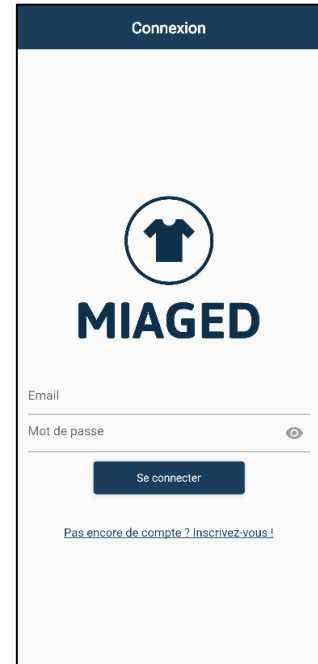 Connexion
MIAGED
Email
Mot de passe
Se connecter
Pas encore de compte ? Inscrivez-vous !